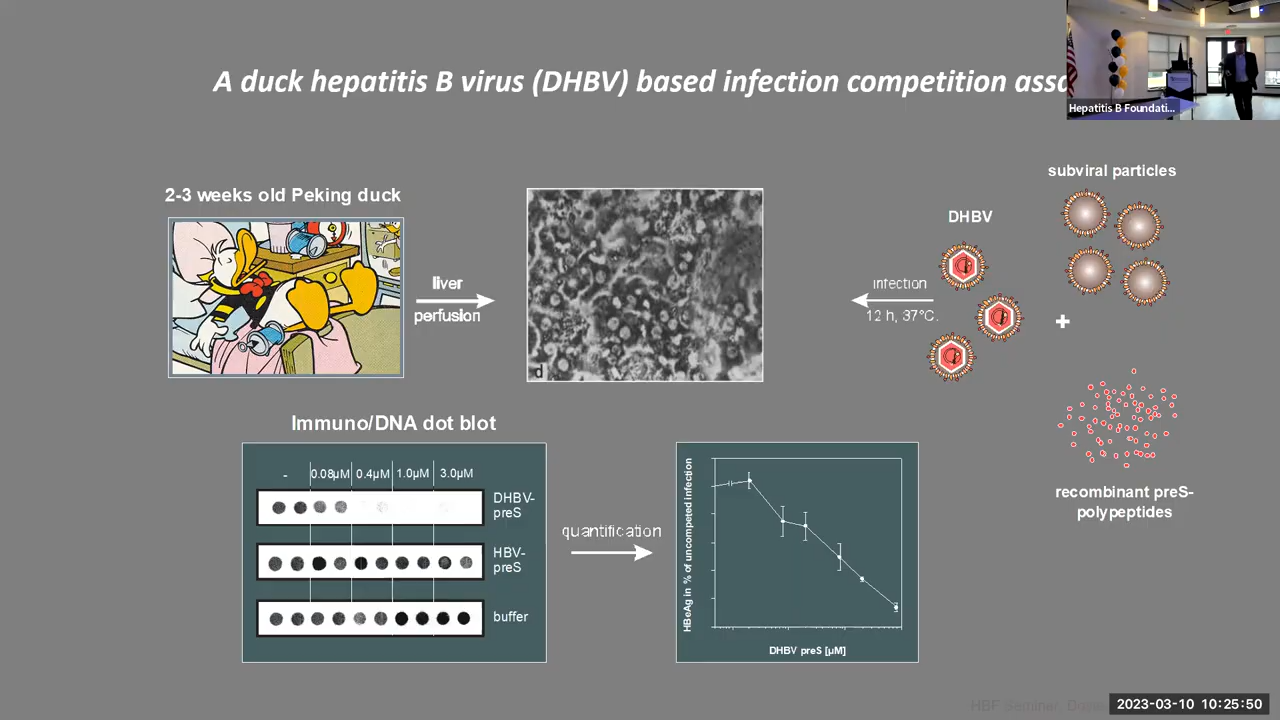 A duck hepatitis B virus (DHBV) based infection competition assa
Hepatitis B Foundati...
2-3 weeks old Peking duck
liver
perfusion
d
infection
12 h, 37°C.
DHBV
subviral particles
+
recombinant preS-
polypeptides
Immuno/DNA dot blot
- 0.08µM 0.4µM 1.0µM 3.0µM
DHBV-
preS
HBV-
preS
buffer
quantification
HBeAg in % of uncompeted infection
DHBV preS [µM]
HBF Seminar,
2023-03-10 10:25:50